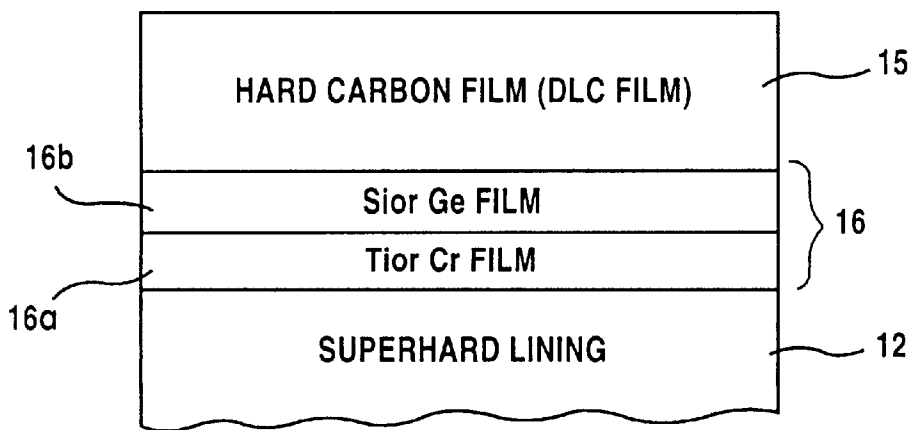 HARD CARBON FILM (DLC FILM)
15
16b
Sior Ge FILM
16
Tior Cr FILM
16a
SUPERHARD LINING
12